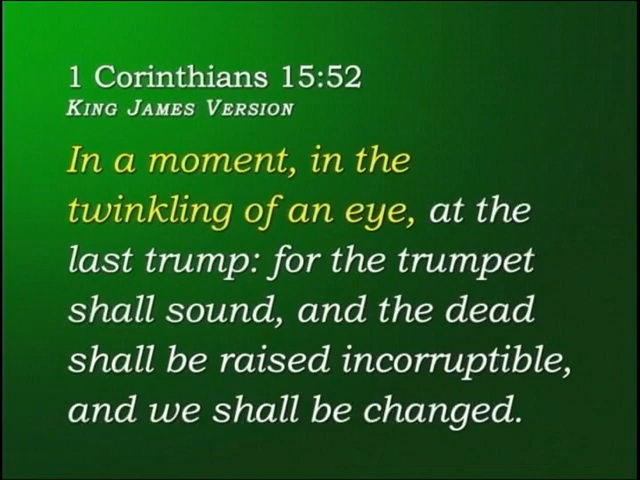 1 Corinthians 15:52
King James Version
In a moment, in the
twinkling of an eye, at the
last trump: for the trumpet
shall sound, and the dead
shall be raised incorruptible,
and we shall be changed.